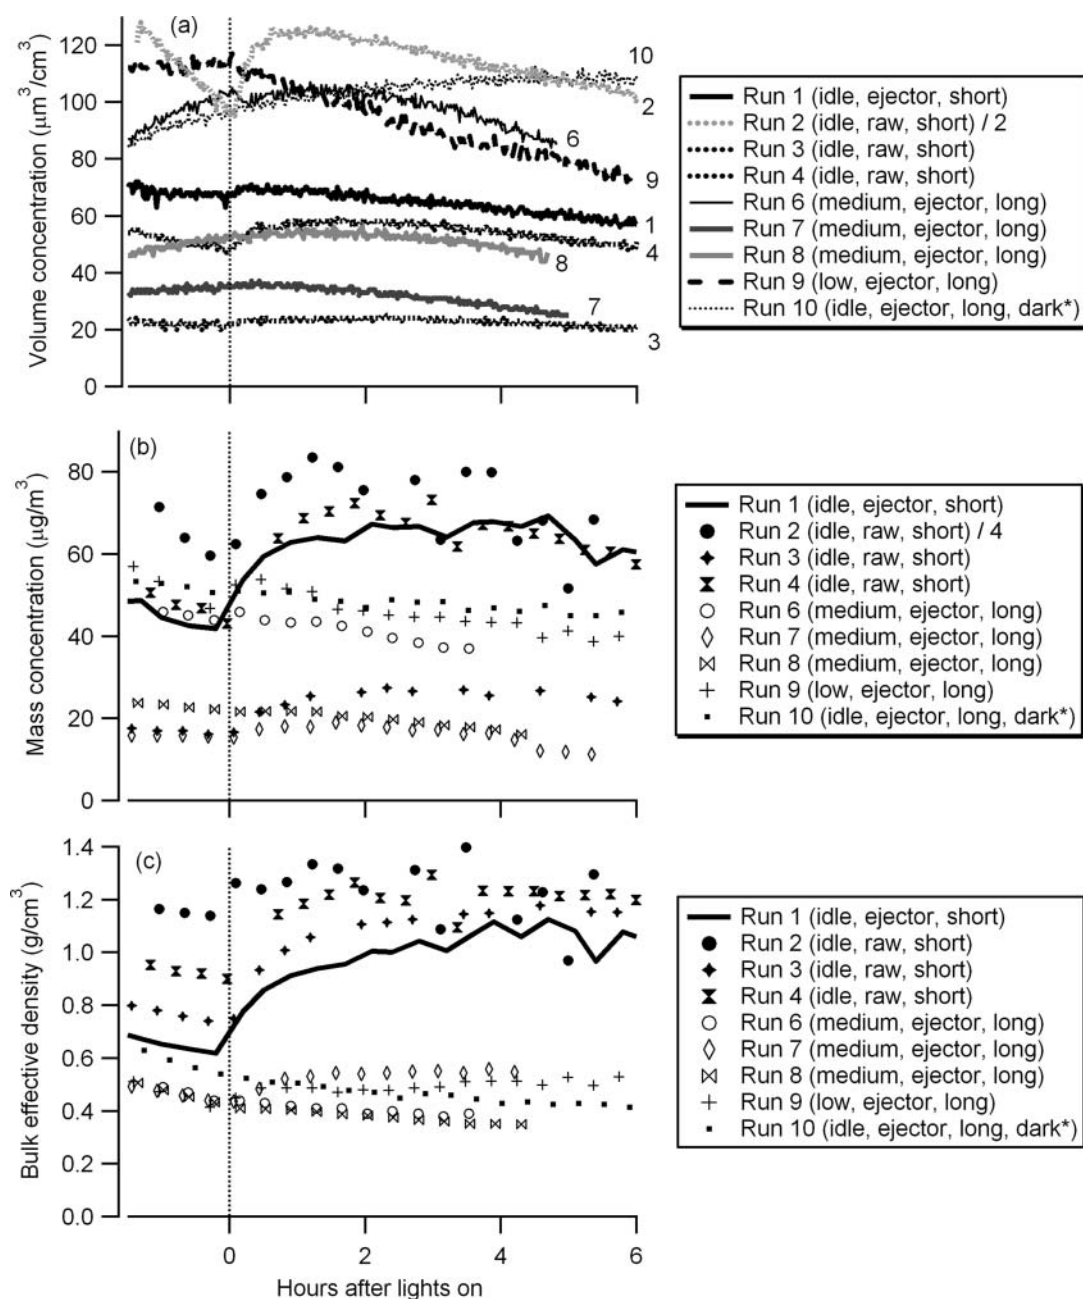 (a)
Volume concentration (µm³/cm³)
120
100
80
60
40
20
0
10
2
6
9
1
4
8
7
3
Run 1 (idle, ejector, short)
Run 2 (idle, raw, short) / 2
Run 3 (idle, raw, short)
Run 4 (idle, raw, short)
Run 6 (medium, ejector, long)
Run 7 (medium, ejector, long)
Run 8 (medium, ejector, long)
Run 9 (low, ejector, long)
Run 10 (idle, ejector, long, dark*)
(b)
Mass concentration (µg/m³)
80
60
40
20
0
Run 1 (idle, ejector, short)
Run 2 (idle, raw, short) / 4
Run 3 (idle, raw, short)
Run 4 (idle, raw, short)
Run 6 (medium, ejector, long)
Run 7 (medium, ejector, long)
Run 8 (medium, ejector, long)
Run 9 (low, ejector, long)
Run 10 (idle, ejector, long, dark*)
(c)
Bulk effective density (g/cm³)
1.4
1.2
1.0
0.8
0.6
0.4
0.2
0.0
Run 1 (idle, ejector, short)
Run 2 (idle, raw, short)
Run 3 (idle, raw, short)
Run 4 (idle, raw, short)
Run 6 (medium, ejector, long)
Run 7 (medium, ejector, long)
Run 8 (medium, ejector, long)
Run 9 (low, ejector, long)
Run 10 (idle, ejector, long, dark*)
0 2 4 6
Hours after lights on